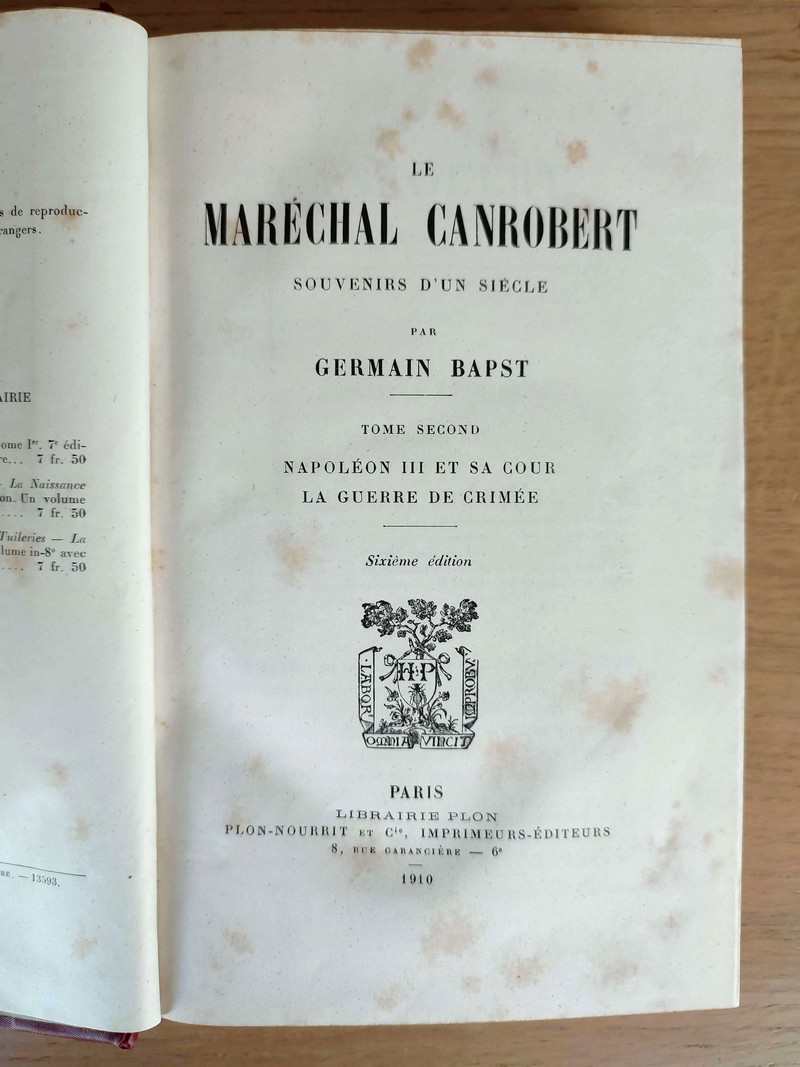 s de reproduc-
rangers.
AIRIE
ome Iᵉʳ. 7ᵉ édi-
re... 7 fr. 50
La Naissance
on. Un volume
.... 7 fr. 50
Tuileries — La
lume in-8° avec
.... 7 fr. 50
RE. — 13593.
LE
MARÉCHAL CANROBERT
SOUVENIRS D'UN SIÈCLE
PAR
GERMAIN BAPST
TOME SECOND
NAPOLÉON III ET SA COUR
LA GUERRE DE CRIMÉE
Sixième édition
H P
LABOR
IMPROBVS
OMNIA VINCIT
PARIS
LIBRAIRIE PLON
PLON-NOURRIT ET Cⁱᵉ, IMPRIMEURS-ÉDITEURS
8, RUE GARANCIÈRE — 6ᵉ
1910